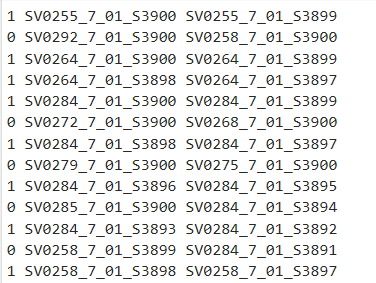 1 SV0255_7_01_S3900 SV0255_7_01_S3899
0 SV0292_7_01_S3900 SV0258_7_01_S3900
1 SV0264_7_01_S3900 SV0264_7_01_S3899
1 SV0264_7_01_S3898 SV0264_7_01_S3897
1 SV0284_7_01_S3900 SV0284_7_01_S3899
0 SV0272_7_01_S3900 SV0268_7_01_S3900
1 SV0284_7_01_S3898 SV0284_7_01_S3897
0 SV0279_7_01_S3900 SV0275_7_01_S3900
1 SV0284_7_01_S3896 SV0284_7_01_S3895
0 SV0285_7_01_S3900 SV0284_7_01_S3894
1 SV0284_7_01_S3893 SV0284_7_01_S3892
0 SV0258_7_01_S3899 SV0284_7_01_S3891
1 SV0258_7_01_S3898 SV0258_7_01_S3897